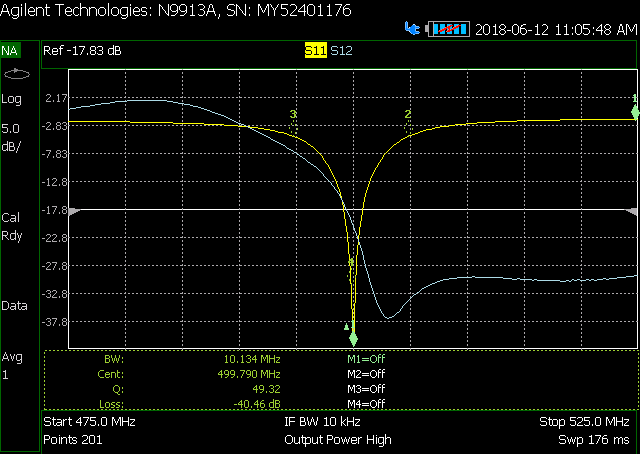 Agilent Technologies: N9913A, SN: MY52401176
2018-06-12 11:05:48 AM
NA Ref -17.83 dB S11 S12
Log
5.0
dB/
Cal
Rdy
Data
Avg
1
2.17
-2.83
-7.83
-12.8
-17.8
-22.8
-27.8
-32.8
-37.8
3 2 1
4
BW: 10.134 MHz M1=Off
Cent: 499.790 MHz M2=Off
Q: 49.32 M3=Off
Loss: -40.46 dB M4=Off
Start 475.0 MHz IF BW 10 kHz Stop 525.0 MHz
Points 201 Output Power High Swp 176 ms